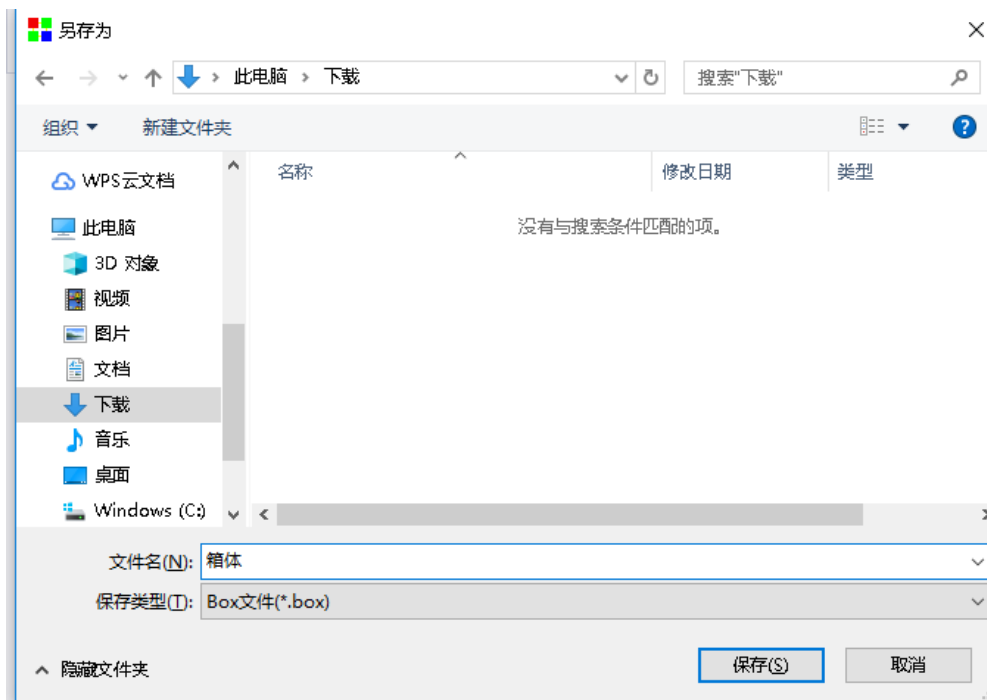 另存为
此电脑 › 下载
搜索"下载"
组织 新建文件夹
名称 修改日期 类型
没有与搜索条件匹配的项。
WPS云文档
此电脑
3D 对象
视频
图片
文档
下载
音乐
桌面
Windows (C:)
文件名(N): 箱体
保存类型(T): Box文件(*.box)
隐藏文件夹 保存(S) 取消